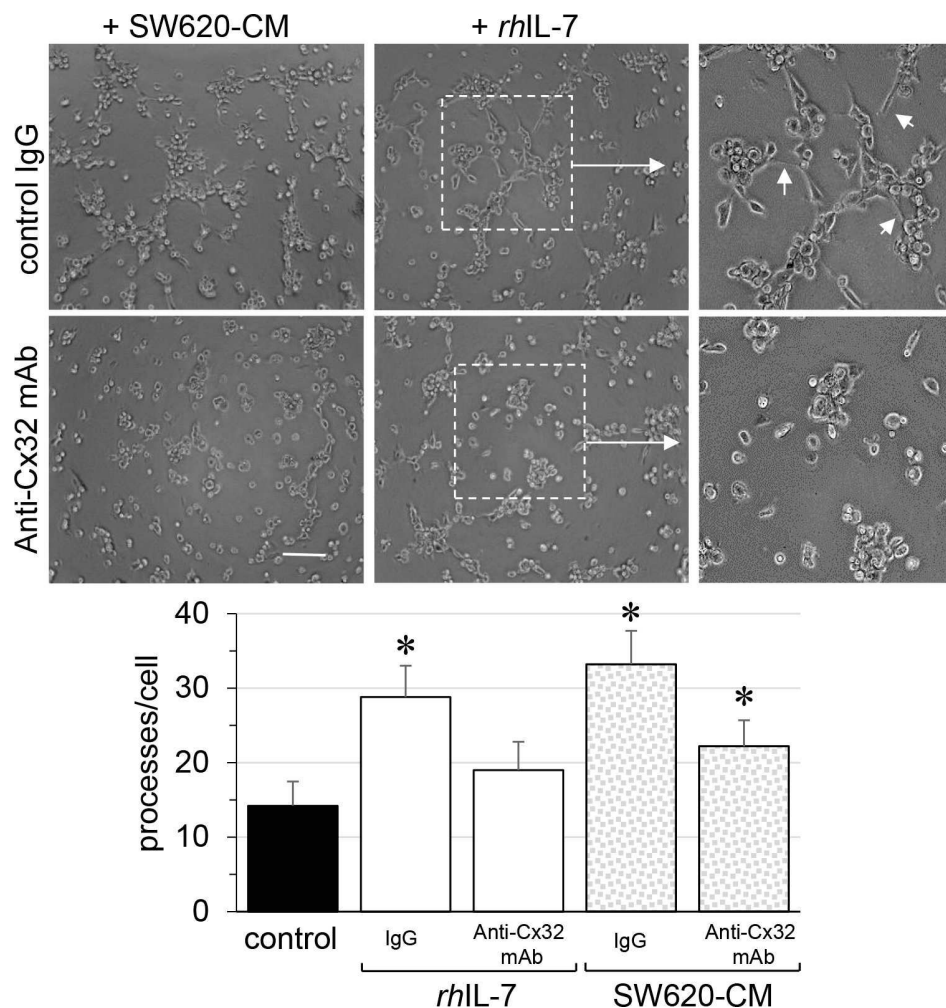 + SW620-CM
+ rhIL-7
control IgG
Anti-Cx32 mAb
processes/cell
40
30
20
10
0
*
*
*
control
IgG
Anti-Cx32
mAb
IgG
Anti-Cx32
mAb
rhIL-7
SW620-CM